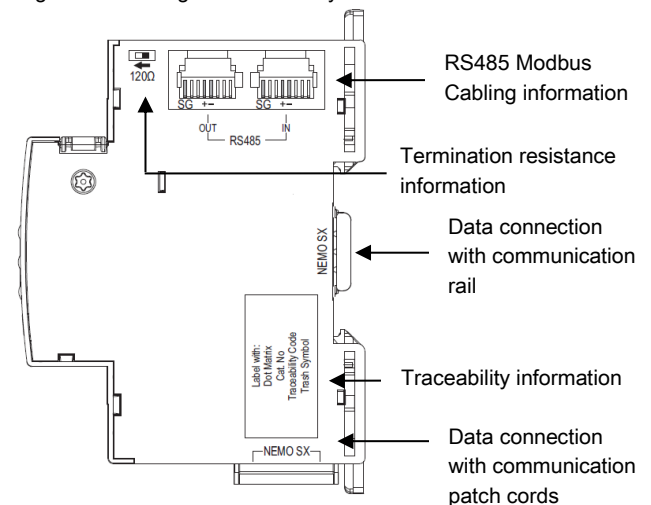 120Ω
SG +-
SG +-
OUT
IN
RS485
RS485 Modbus
Cabling information
Termination resistance
information
NEMO SX
Data connection
with communication
rail
Label with:
Dot Matrix
Cat. No
Traceability Code
Trash Symbol
Traceability information
NEMO SX
Data connection
with communication
patch cords